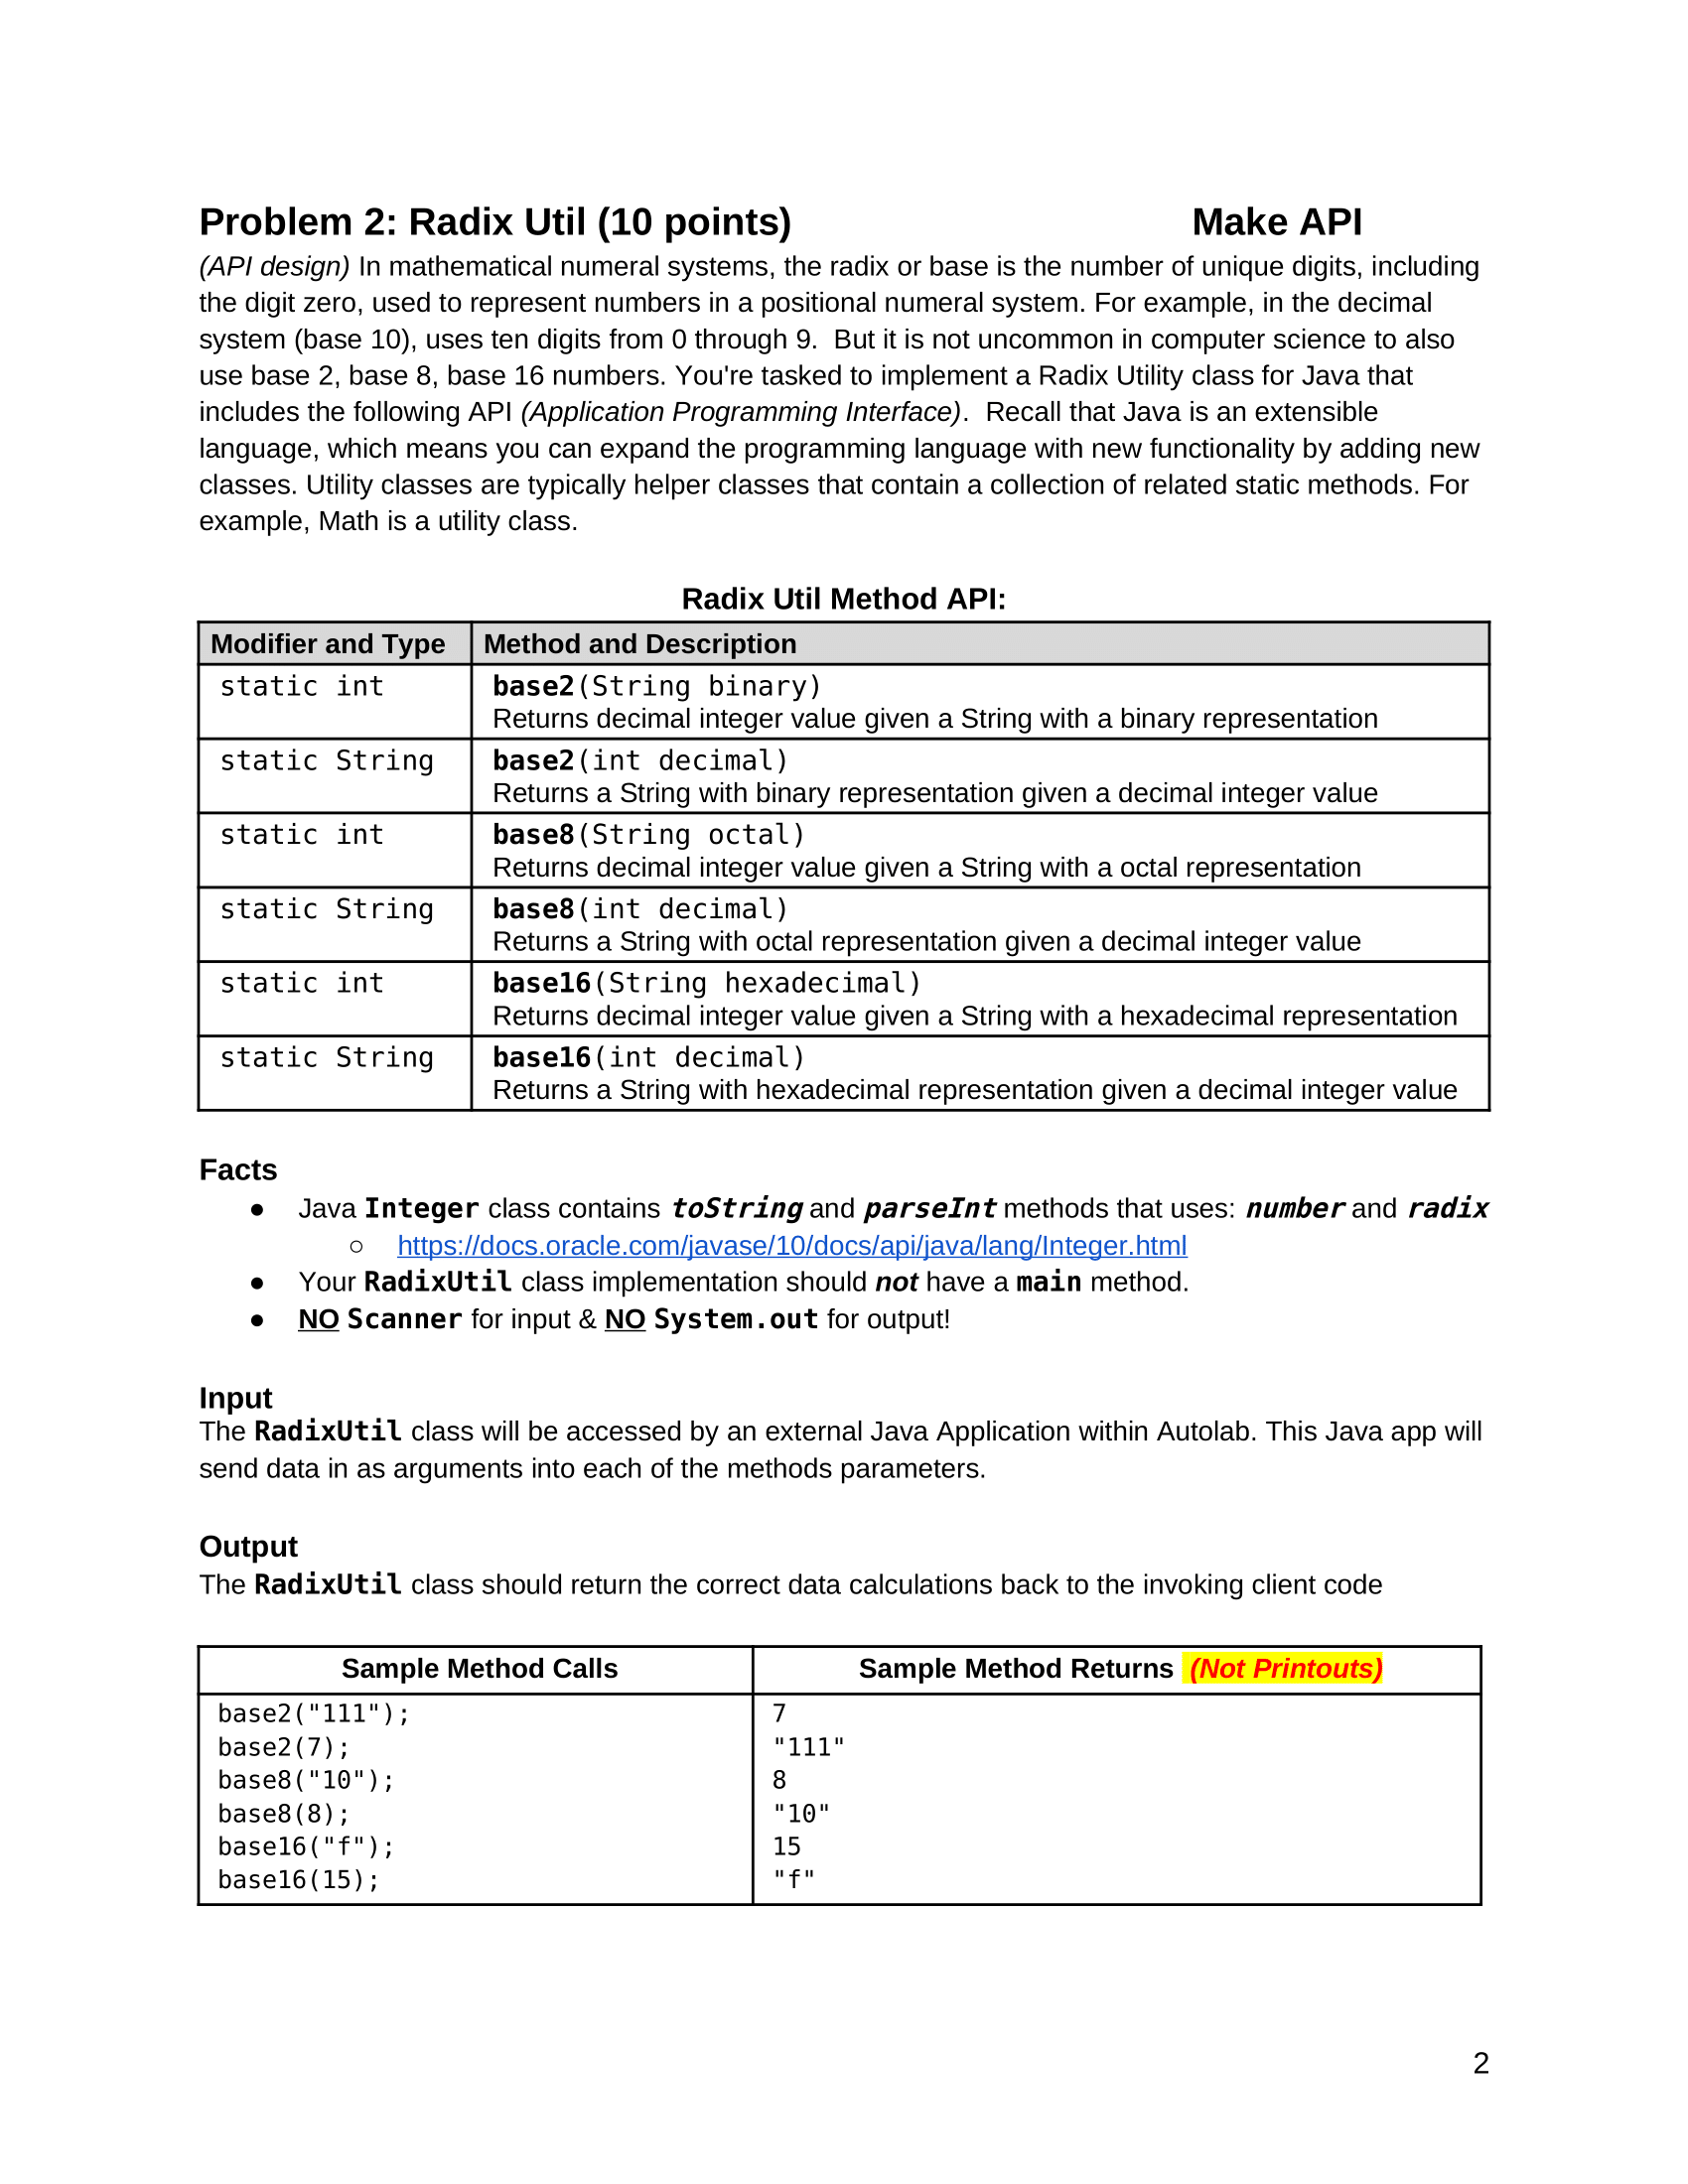 Problem 2: Radix Util (10 points) Make API
(API design) In mathematical numeral systems, the radix or base is the number of unique digits, including
the digit zero, used to represent numbers in a positional numeral system. For example, in the decimal
system (base 10), uses ten digits from 0 through 9.  But it is not uncommon in computer science to also
use base 2, base 8, base 16 numbers. You're tasked to implement a Radix Utility class for Java that
includes the following API (Application Programming Interface).  Recall that Java is an extensible
language, which means you can expand the programming language with new functionality by adding new
classes. Utility classes are typically helper classes that contain a collection of related static methods. For
example, Math is a utility class.
Radix Util Method API:
Modifier and Type Method and Description
static int base2(String binary)
Returns decimal integer value given a String with a binary representation
static String base2(int decimal)
Returns a String with binary representation given a decimal integer value
static int base8(String octal)
Returns decimal integer value given a String with a octal representation
static String base8(int decimal)
Returns a String with octal representation given a decimal integer value
static int base16(String hexadecimal)
Returns decimal integer value given a String with a hexadecimal representation
static String base16(int decimal)
Returns a String with hexadecimal representation given a decimal integer value
Facts
● Java Integer class contains toString and parseInt methods that uses: number and radix
○ https://docs.oracle.com/javase/10/docs/api/java/lang/Integer.html
● Your RadixUtil class implementation should not have a main method.
● NO Scanner for input & NO System.out for output!
Input
The RadixUtil class will be accessed by an external Java Application within Autolab. This Java app will
send data in as arguments into each of the methods parameters.
Output
The RadixUtil class should return the correct data calculations back to the invoking client code
Sample Method Calls Sample Method Returns (Not Printouts)
base2("111"); 7
base2(7); "111"
base8("10"); 8
base8(8); "10"
base16("f"); 15
base16(15); "f"
2